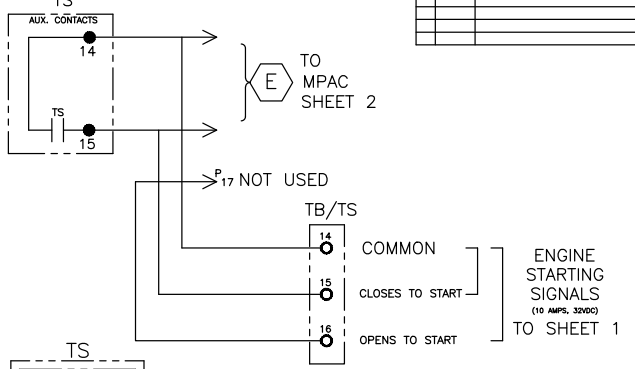 TS
AUX. CONTACTS
14
TS
15
TO
MPAC
SHEET 2
E
P17 NOT USED
TB/TS
14
COMMON
15
CLOSES TO START
16
OPENS TO START
ENGINE
STARTING
SIGNALS
(10 AMPS, 32VDC)
TO SHEET 1
TS